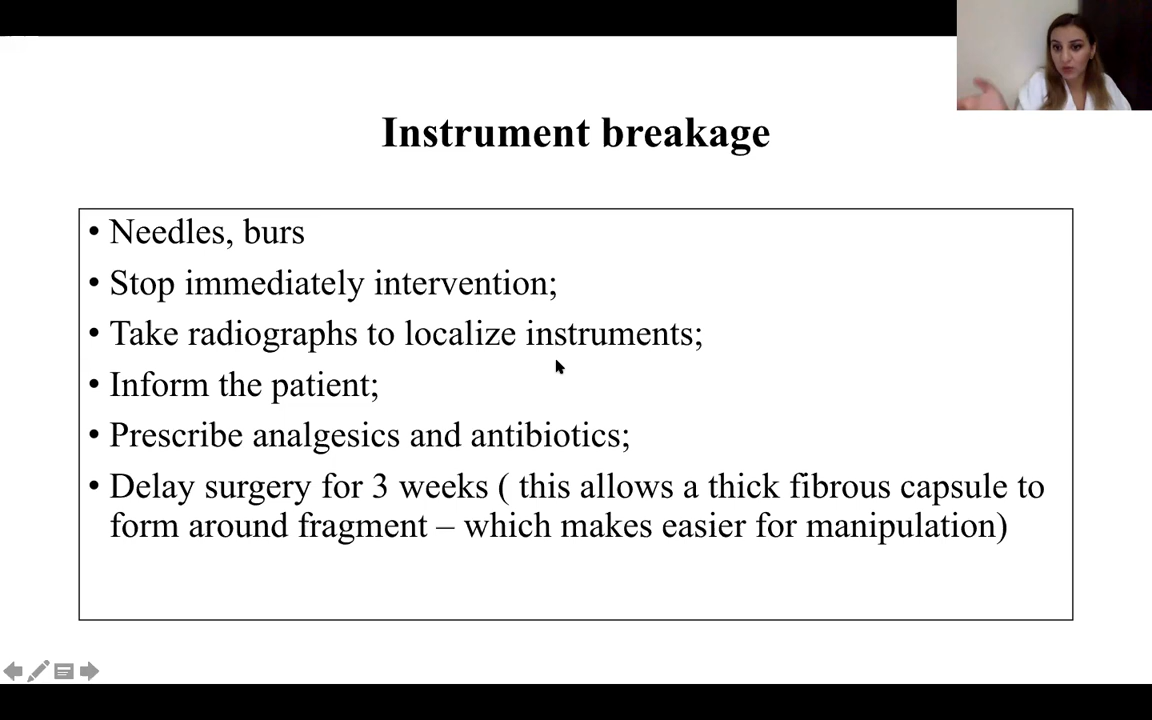 Instrument breakage
• Needles, burs
• Stop immediately intervention;
• Take radiographs to localize instruments;
• Inform the patient;
• Prescribe analgesics and antibiotics;
• Delay surgery for 3 weeks ( this allows a thick fibrous capsule to
form around fragment – which makes easier for manipulation)